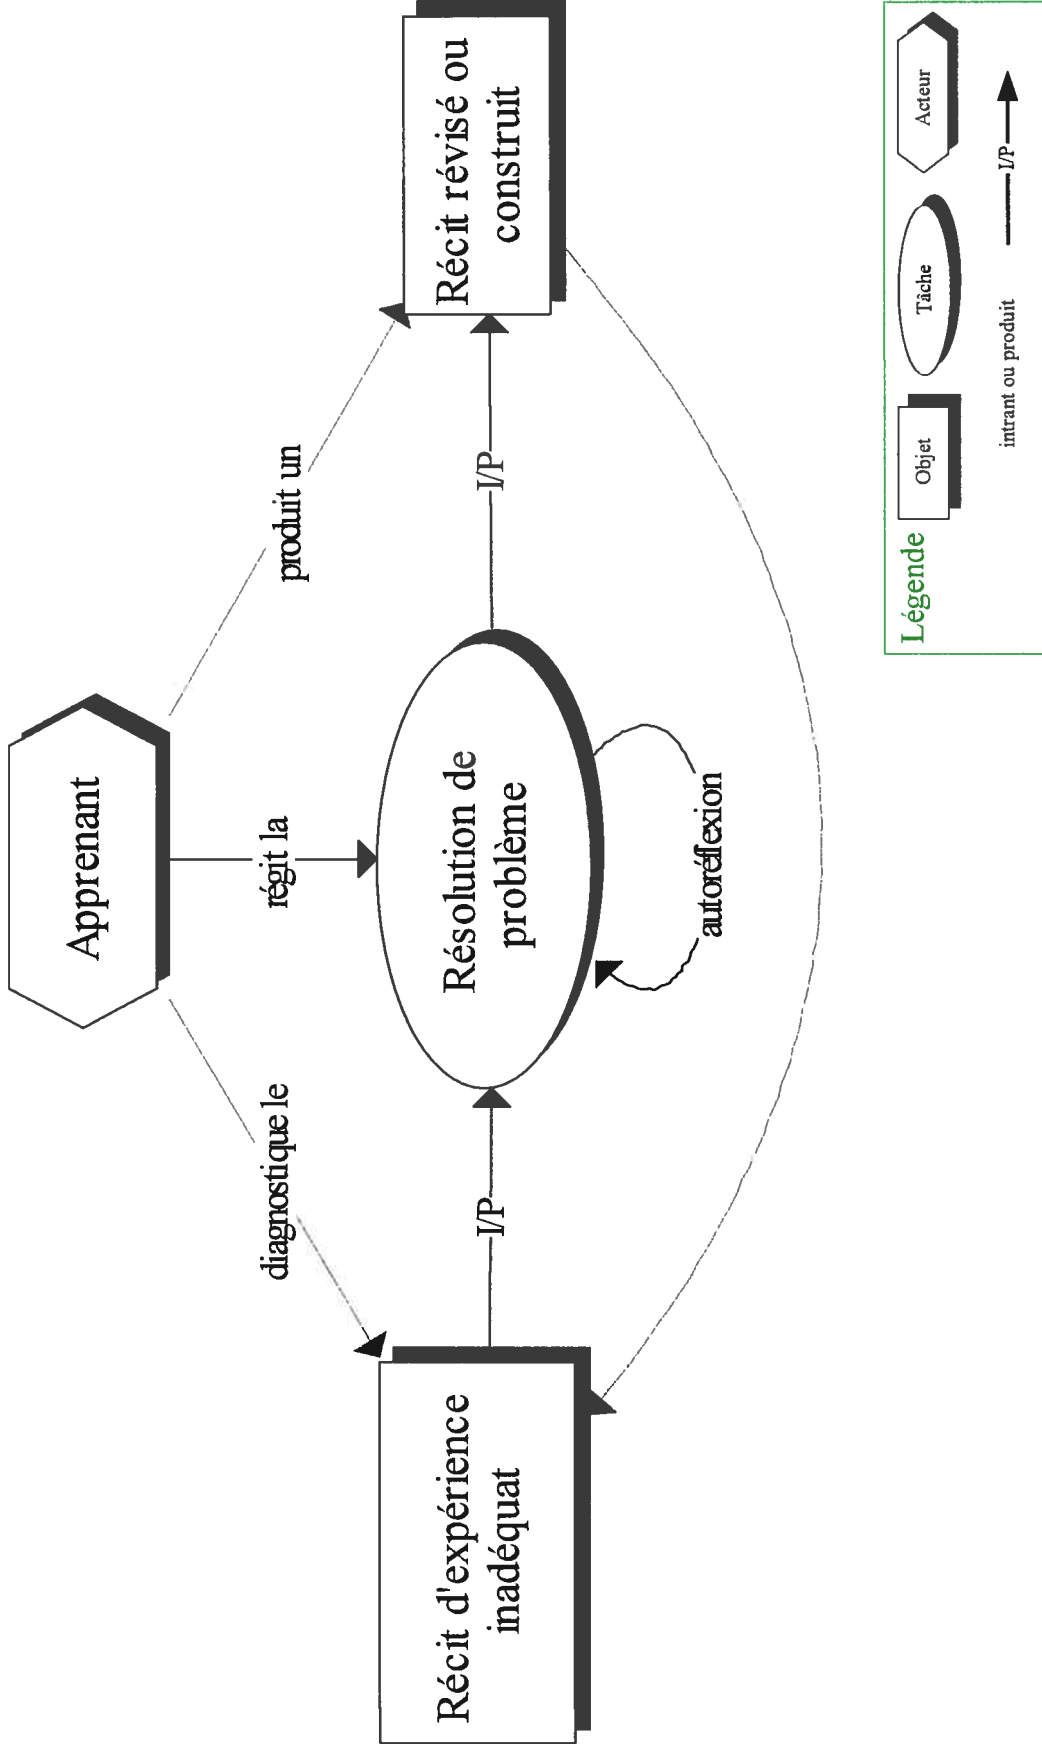 Apprenant
diagnostique le
régit la
produit un
Récit d'expérience
inadéquat
I/P
Résolution de
problème
I/P
Récit révisé ou
construit
autoréflexion
Légende
Objet
Tâche
Acteur
intrant ou produit
I/P